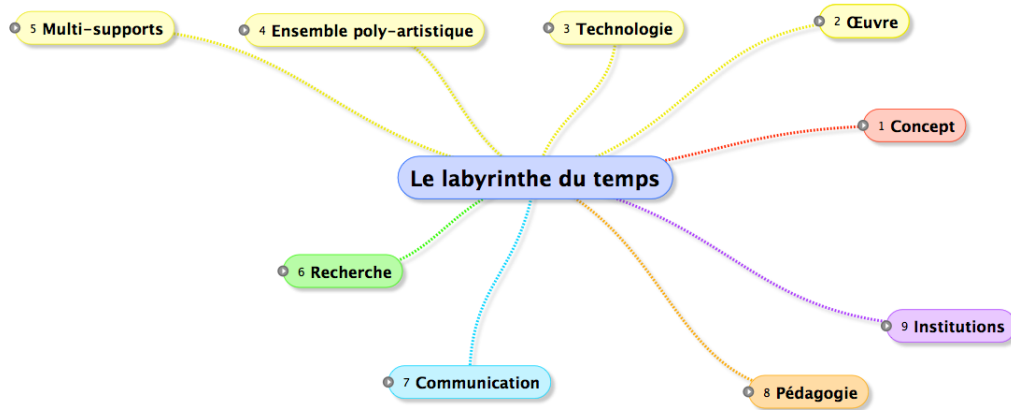 5 Multi-supports
4 Ensemble poly-artistique
3 Technologie
2 Œuvre
1 Concept
Le labyrinthe du temps
6 Recherche
9 Institutions
7 Communication
8 Pédagogie